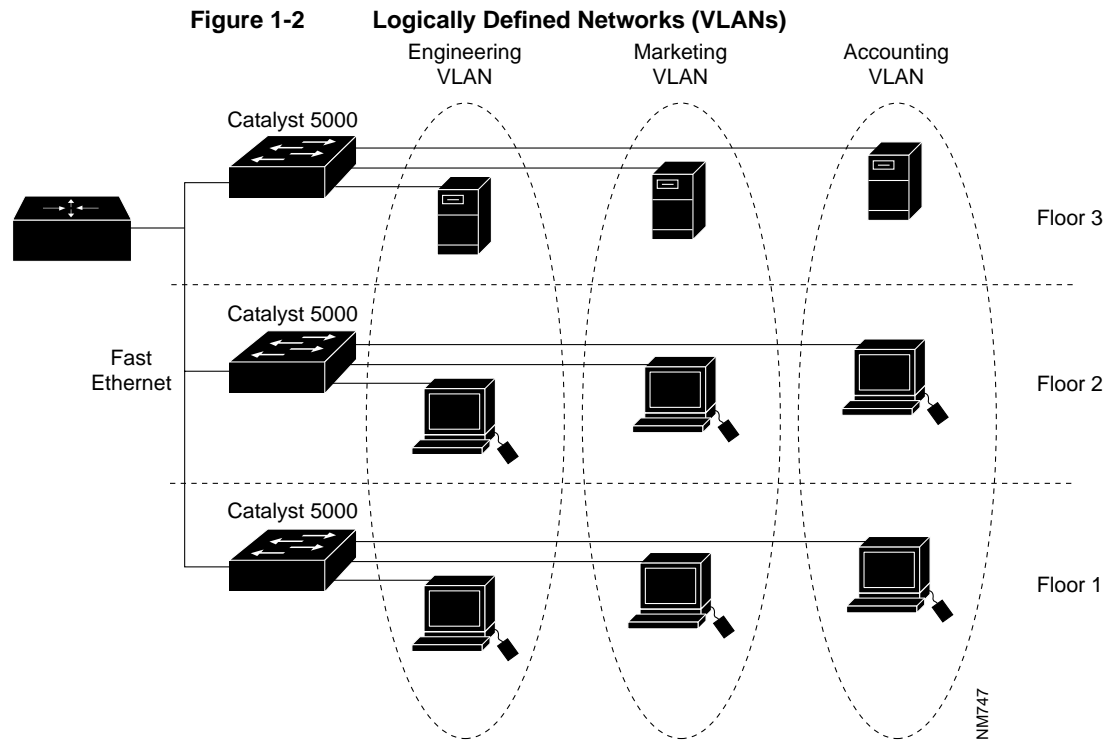 Figure 1-2 Logically Defined Networks (VLANs)
Engineering
VLAN
Marketing
VLAN
Accounting
VLAN
Catalyst 5000
Floor 3
Catalyst 5000
Fast
Ethernet
Floor 2
Catalyst 5000
Floor 1
NM747